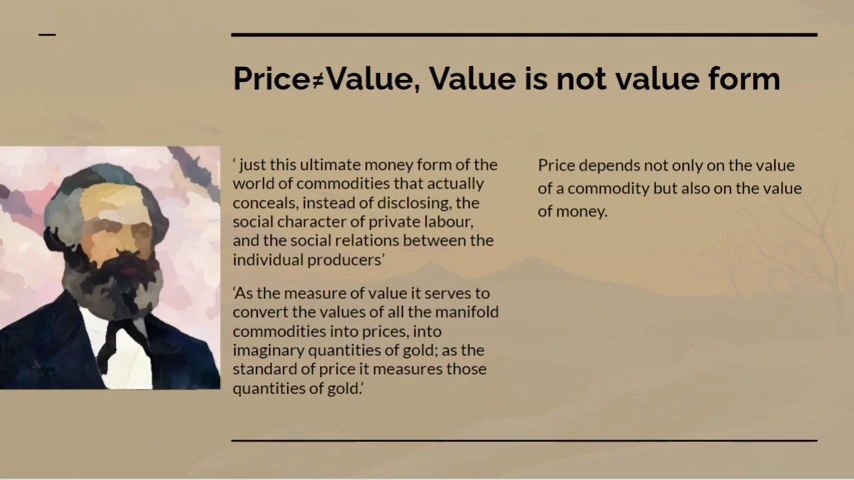 Price≠Value, Value is not value form
‘ just this ultimate money form of the
world of commodities that actually
conceals, instead of disclosing, the
social character of private labour,
and the social relations between the
individual producers’
‘As the measure of value it serves to
convert the values of all the manifold
commodities into prices, into
imaginary quantities of gold; as the
standard of price it measures those
quantities of gold.’
Price depends not only on the value
of a commodity but also on the value
of money.